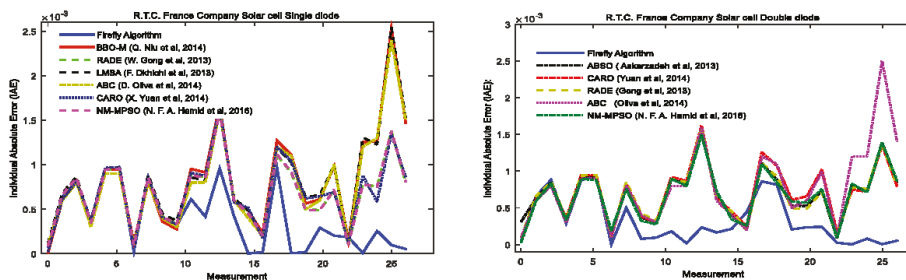 R.T.C. France Company Solar cell Single diode
×10⁻³
2.5
2
1.5
1
0.5
0
Individual Absolute Error (IAE)
Firefly Algorithm
BBO-M (Q. Niu et al, 2014)
RADE (W. Gong et al, 2013)
LMSA (F. Dkhichi et al, 2013)
ABC (D. Oliva et al, 2014)
CARO (X. Yuan et al, 2014)
NM-MPSO (N. F. A. Hamid et al, 2016)
0 5 10 15 20 25
Measurement
R.T.C. France Company Solar cell Double diode
×10⁻³
3
2.5
2
1.5
1
0.5
0
Individual Absolute Error (IAE):
Firefly Algorithm
ABSO ( Askarzadeh et al, 2013)
CARO (Yuan et al, 2014)
RADE (Gong et al, 2013)
ABC (Oliva et al, 2014)
NM-MPSO (N. F. A. Hamid et al, 2016)
0 5 10 15 20 25
Measurement